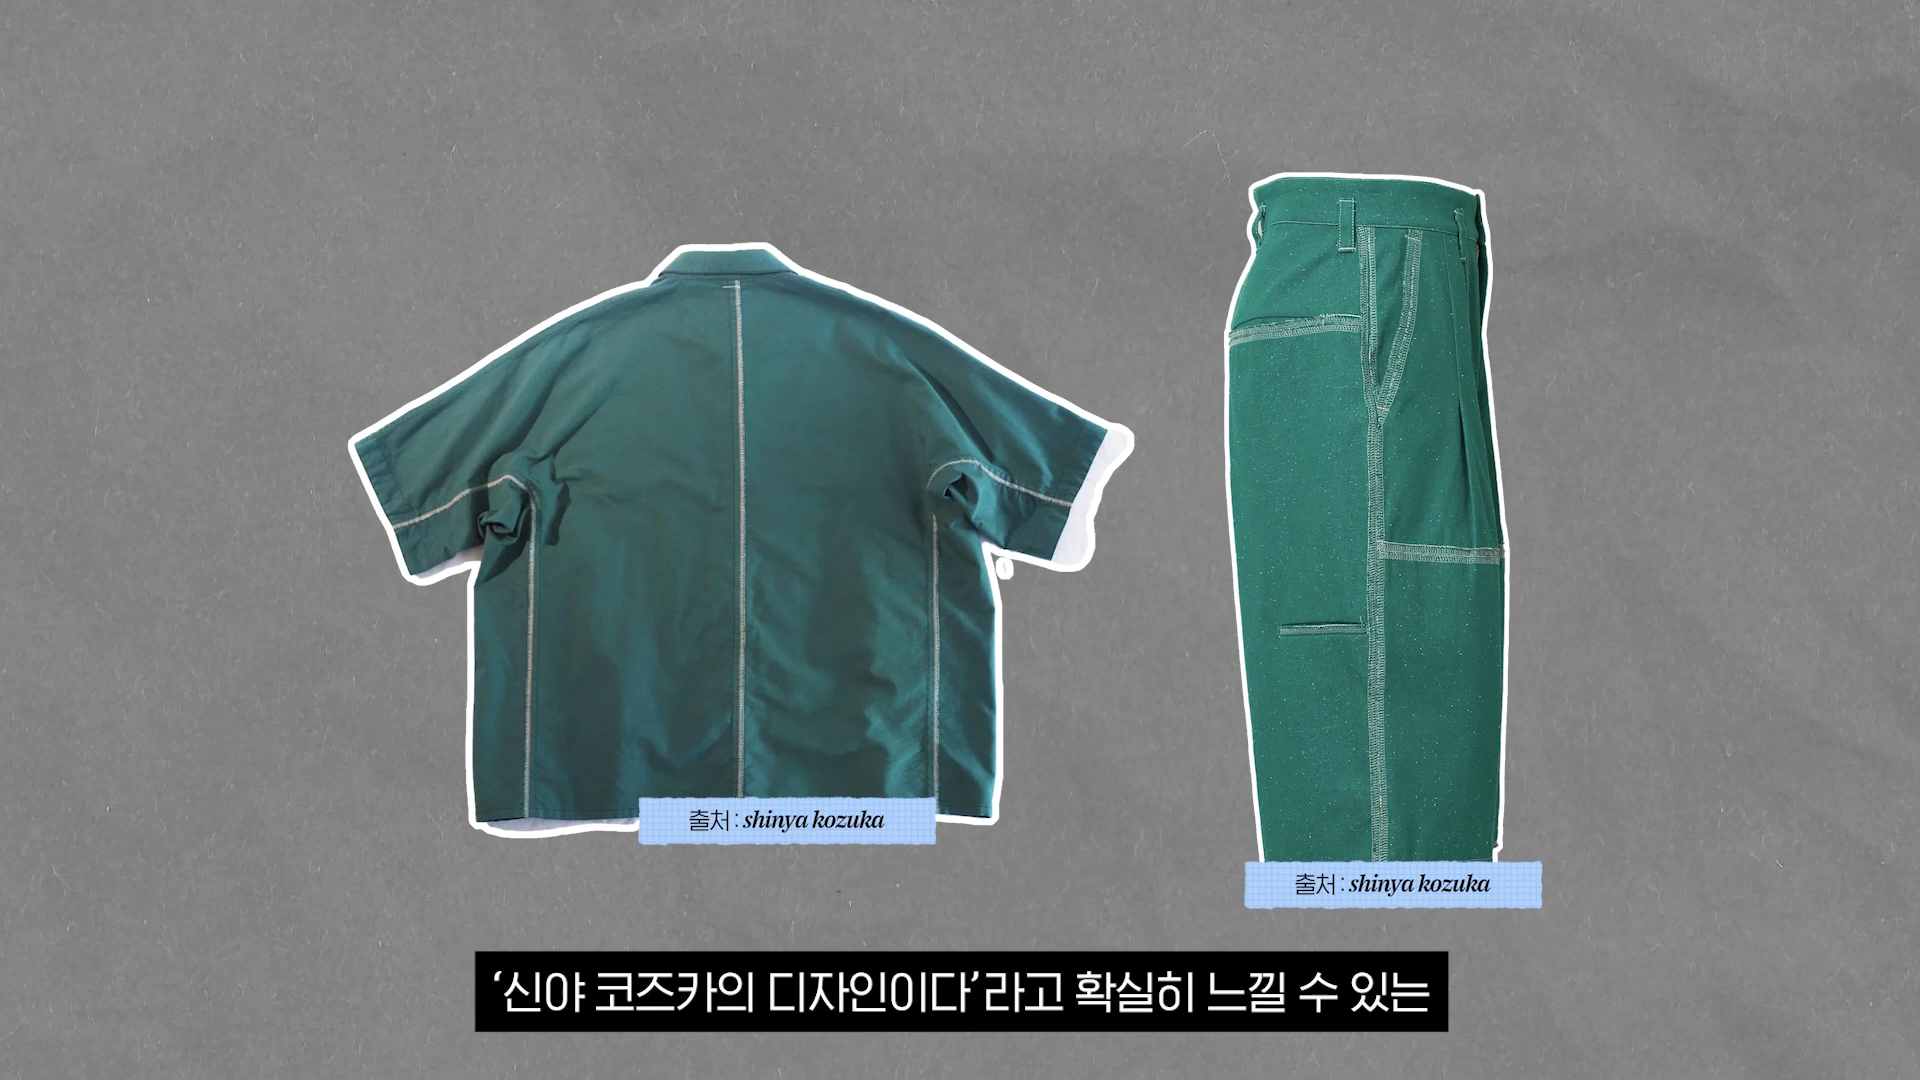 출처 : shinya kozuka
출처 : shinya kozuka
‘신야 코즈카의 디자인이다’라고 확실히 느낄 수 있는